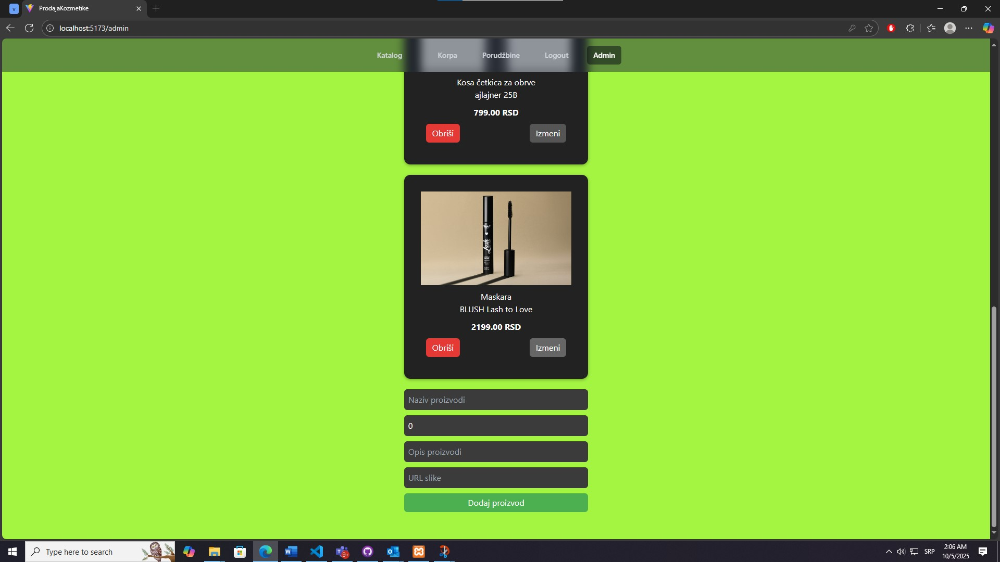 v
ProdajaKozmetike
localhost:5173/admin
Katalog
Korpa
Porudžbine
Logout
Admin
Kosa četkica za obrve
ajlajner 25B
799.00 RSD
Obriši
Izmeni
Lash
Maskara
BLUSH Lash to Love
2199.00 RSD
Obriši
Izmeni
Naziv proizvodi
0
Opis proizvodi
URL slike
Dodaj proizvod
Type here to search
9+
SRP
2:06 AM
10/5/2025